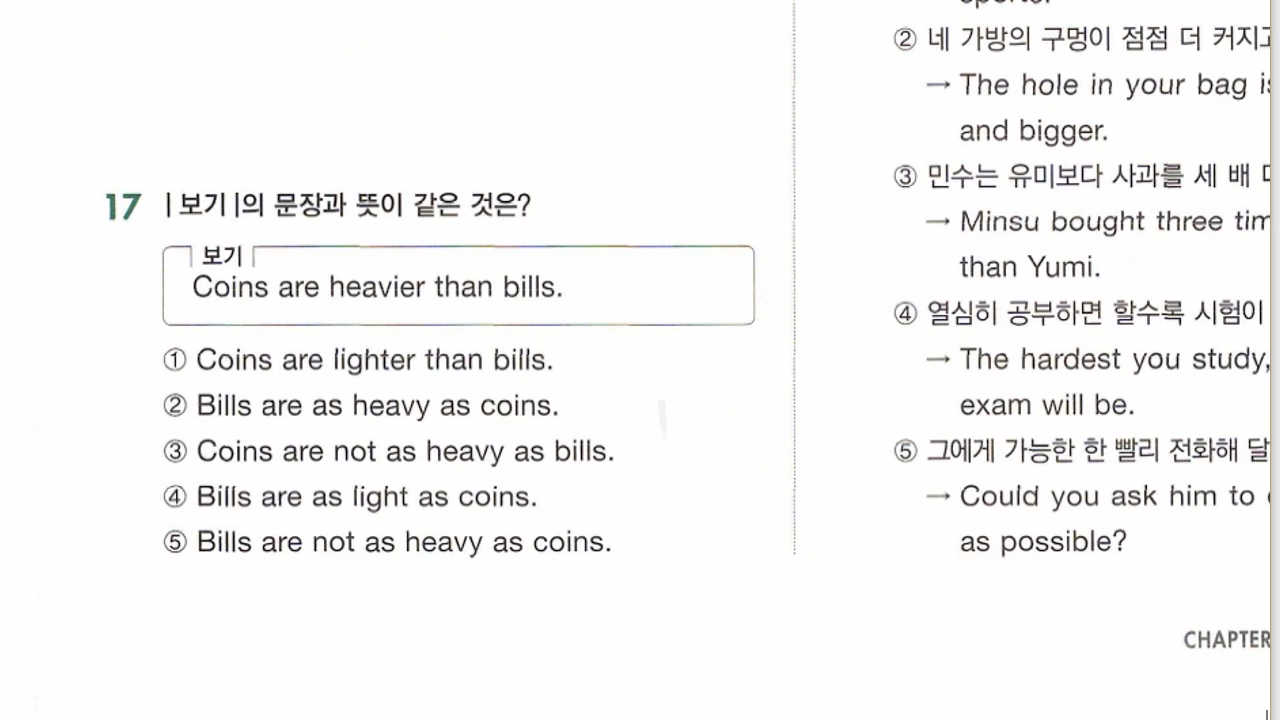 17 | 보기 |의 문장과 뜻이 같은 것은?
보기
Coins are heavier than bills.
① Coins are lighter than bills.
② Bills are as heavy as coins.
③ Coins are not as heavy as bills.
④ Bills are as light as coins.
⑤ Bills are not as heavy as coins.
② 네 가방의 구멍이 점점 더 커지고
→ The hole in your bag is
and bigger.
③ 민수는 유미보다 사과를 세 배
→ Minsu bought three
than Yumi.
④ 열심히 공부하면 할수록 시험이
→ The hardest you study,
exam will be.
⑤ 그에게 가능한 한 빨리 전화해
→ Could you ask him to
as possible?
CHAPTER